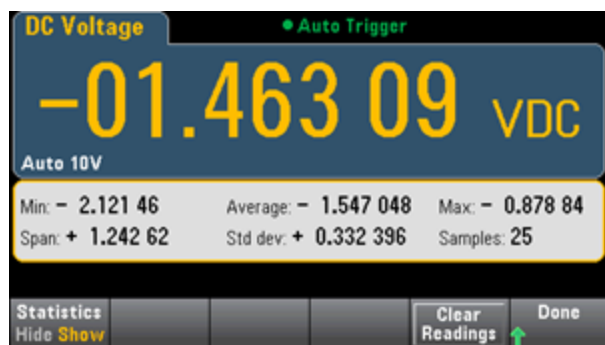 DC Voltage
Auto Trigger
−01.463 09 VDC
Auto 10V
Min: − 2.121 46 Average: − 1.547 048 Max: − 0.878 84
Span: + 1.242 62 Std dev: + 0.332 396 Samples: 25
Statistics
Hide Show
Clear
Readings
Done